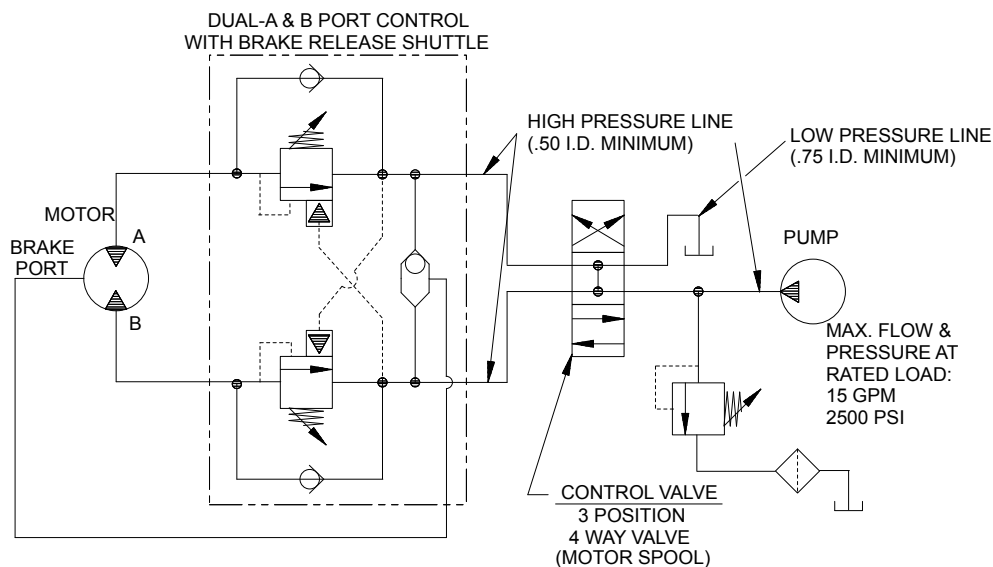 DUAL-A & B PORT CONTROL
WITH BRAKE RELEASE SHUTTLE
HIGH PRESSURE LINE
(.50 I.D. MINIMUM)
LOW PRESSURE LINE
(.75 I.D. MINIMUM)
MOTOR
A
BRAKE
PORT
B
PUMP
MAX. FLOW &
PRESSURE AT
RATED LOAD:
15 GPM
2500 PSI
CONTROL VALVE
3 POSITION
4 WAY VALVE
(MOTOR SPOOL)